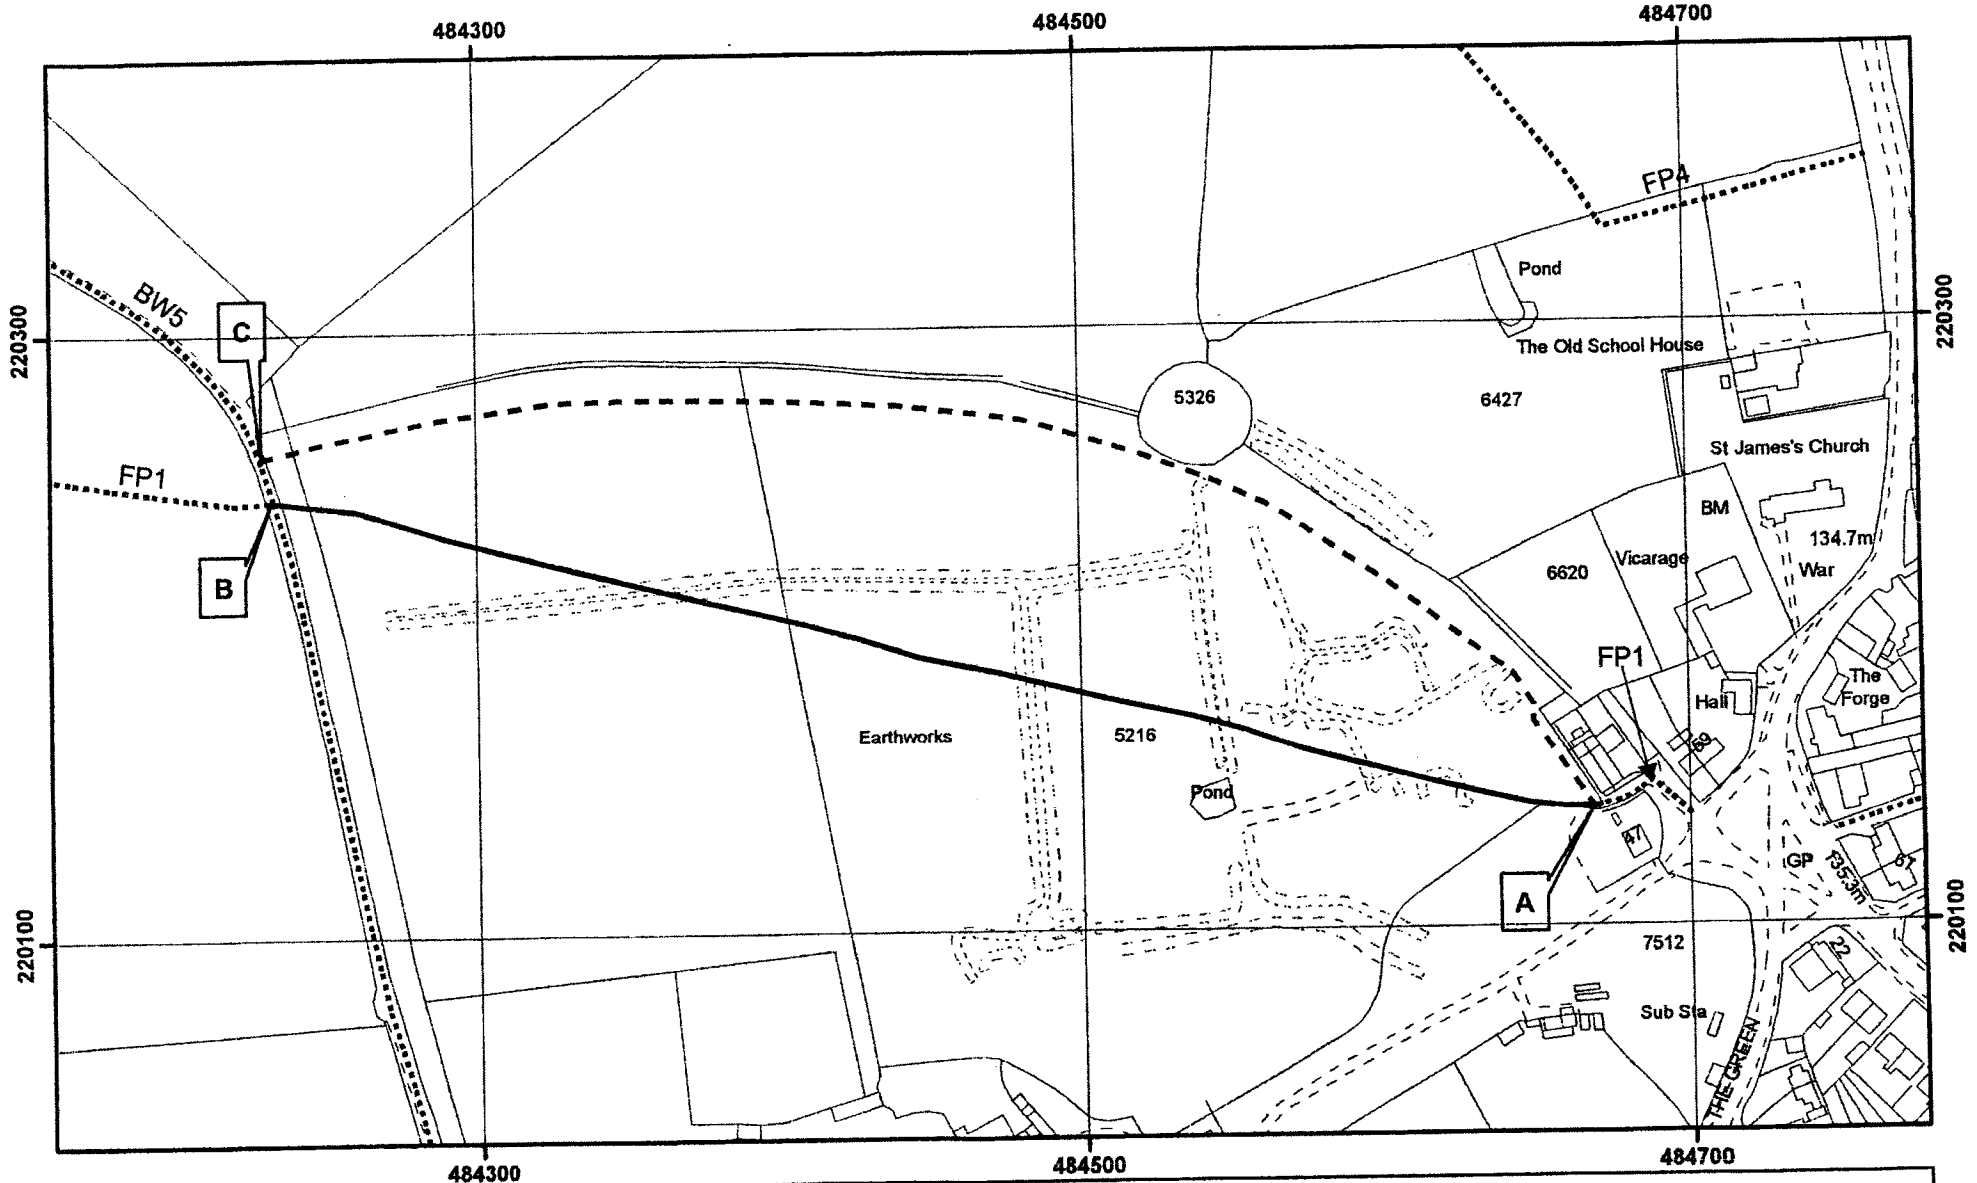 484300
484500
484700
FP4
Pond
BW5
C
220300
220300
The Old School House
5326
6427
St James's Church
FP1
BM
134.7m
B
6620
Vicarage
War
FP1
The
Forge
Hall
59
Earthworks
5216
Pond
47
GP
135.3m
67
A
220100
220100
7512
22
Sub Sta
THE GREEN
484300
484500
484700